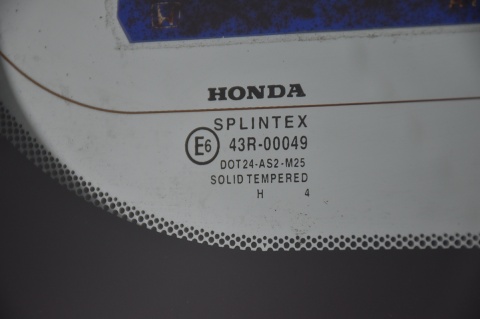 HONDA
SPLINTEX
E6 43R-00049
DOT24-AS2-M25
SOLID TEMPERED
H 4